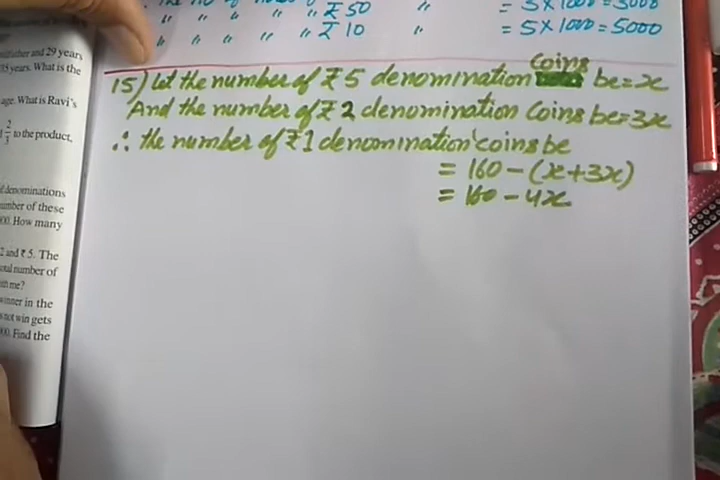 " " " " ₹50 " = 5×1000=5000
" " " " " ₹10 " = 5×1000=5000
15) Let the number of ₹5 denomination Coins be=x
And the number of ₹2 denomination Coins be=3x
∴ the number of ₹1 denomination coins be
= 160-(x+3x)
= 160-4x
and 29 years
years. What is the
age. What is Ravi's
2/3 to the product,
denominations
number of these
How many
2 and ₹5. The
total number of
me?
winner in the
not win gets
Find the